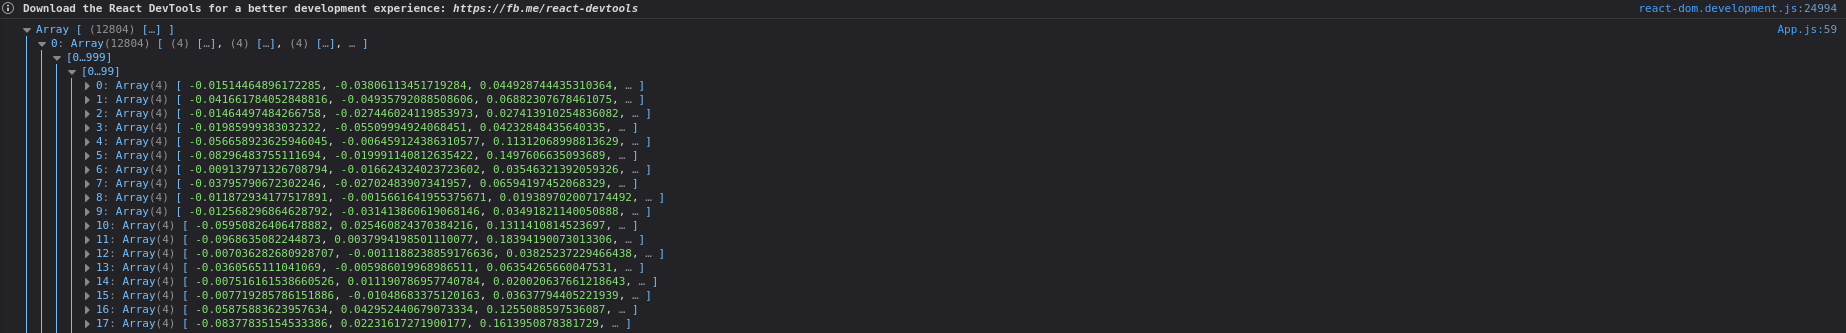 Download the React DevTools for a better development experience: https://fb.me/react-devtools react-dom.development.js:24994
Array [ (12804) […] ] App.js:59
0: Array(12804) [ (4) […], (4) […], (4) […], … ]
[0…999]
[0…99]
0: Array(4) [ -0.01514464896172285, -0.03806113451719284, 0.044928744435310364, … ]
1: Array(4) [ -0.041661784052848816, -0.04935792088508606, 0.06882307678461075, … ]
2: Array(4) [ -0.01464497484266758, -0.027446024119853973, 0.027413910254836082, … ]
3: Array(4) [ -0.01985999383032322, -0.05509994924068451, 0.04232848435640335, … ]
4: Array(4) [ -0.056658923625946045, -0.006459124386310577, 0.11312068998813629, … ]
5: Array(4) [ -0.08296483755111694, -0.019991140812635422, 0.1497606635093689, … ]
6: Array(4) [ -0.009137971326708794, -0.016624324023723602, 0.03546321392059326, … ]
7: Array(4) [ -0.03795790672302246, -0.02702483907341957, 0.06594197452068329, … ]
8: Array(4) [ -0.011872934177517891, -0.0015661641955375671, 0.019389702007174492, … ]
9: Array(4) [ -0.012568296864628792, -0.031413860619068146, 0.03491821140050888, … ]
10: Array(4) [ -0.05950826406478882, 0.025460824370384216, 0.1311410814523697, … ]
11: Array(4) [ -0.0968635082244873, 0.0037994198501110077, 0.18394190073013306, … ]
12: Array(4) [ -0.007036282680928707, -0.0011188238859176636, 0.03825237229466438, … ]
13: Array(4) [ -0.0360565111041069, -0.005986019968986511, 0.06354265660047531, … ]
14: Array(4) [ -0.007516161538660526, 0.011190786957740784, 0.020020637661218643, … ]
15: Array(4) [ -0.007719285786151886, -0.01048683375120163, 0.03637794405221939, … ]
16: Array(4) [ -0.05875883623957634, 0.042952440679073334, 0.1255088597536087, … ]
17: Array(4) [ -0.08377835154533386, 0.02231617271900177, 0.1613950878381729, … ]